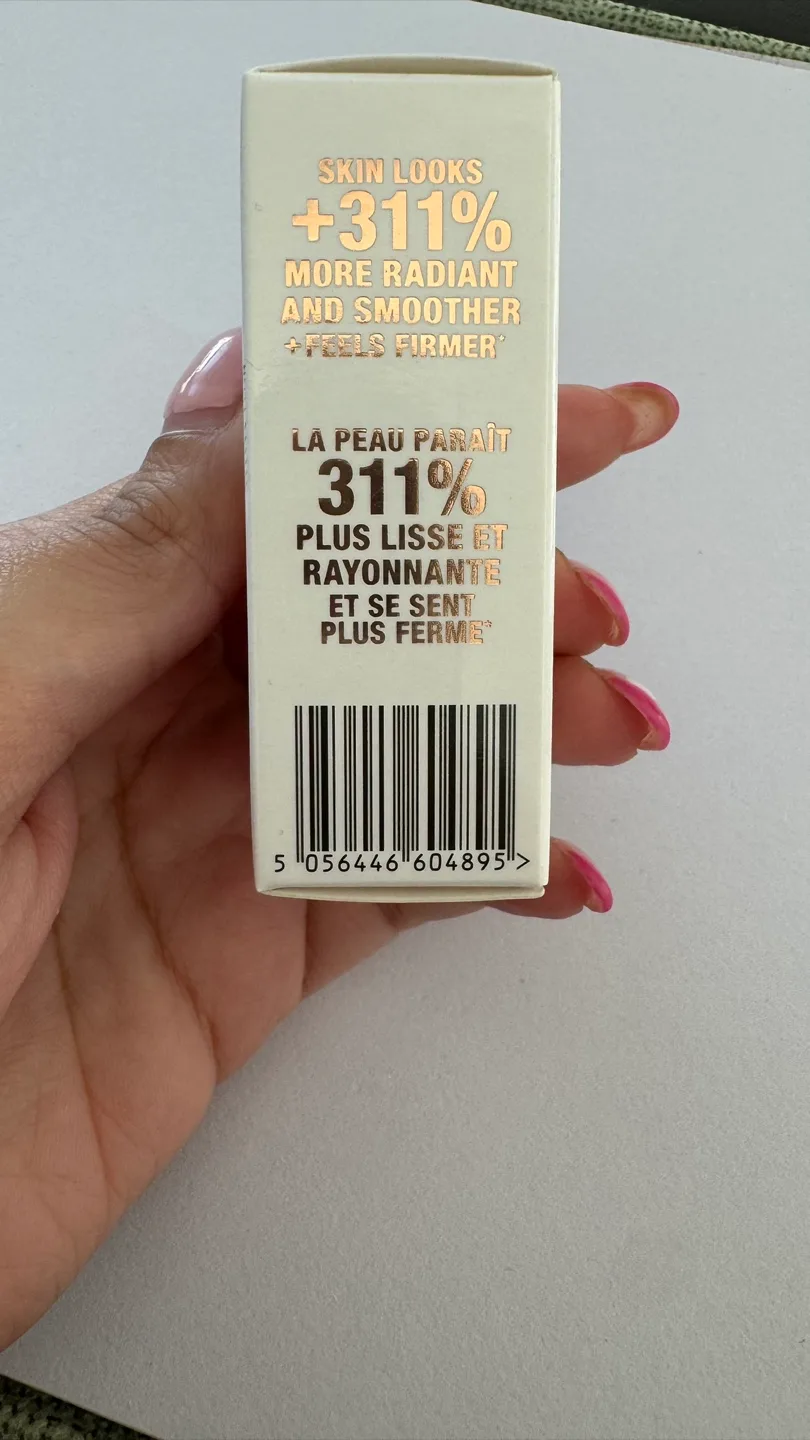 SKIN LOOKS
+311%
MORE RADIANT
AND SMOOTHER
+FEELS FIRMER*
LA PEAU PARAÎT
311%
PLUS LISSE ET
RAYONNANTE
ET SE SENT
PLUS FERME*
5 056446 604895 >